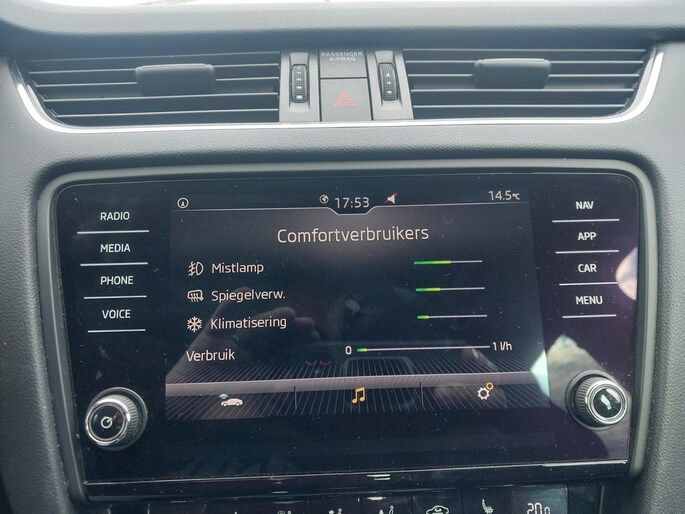 PASSENGER
AIRBAG
RADIO
MEDIA
PHONE
VOICE
17:53
14.5°C
Comfortverbruikers
Mistlamp
Spiegelverw.
Klimatisering
Verbruik 0 1 l/h
NAV
APP
CAR
MENU